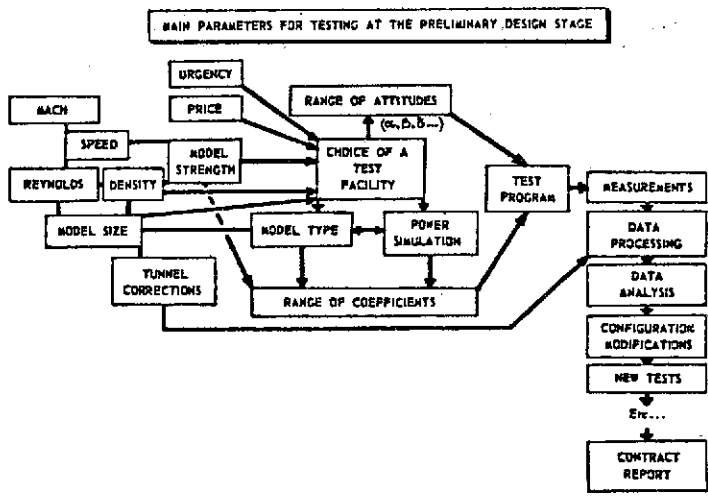 MAIN PARAMETERS FOR TESTING AT THE PRELIMINARY DESIGN STAGE
URGENCY
PRICE
RANGE OF ATTITUDES
(α, β, δ...)
MACH
SPEED
MODEL
STRENGTH
CHOICE OF A
TEST
FACILITY
REYNOLDS
DENSITY
TEST
PROGRAM
MEASUREMENTS
MODEL SIZE
MODEL TYPE
POWER
SIMULATION
DATA
PROCESSING
TUNNEL
CORRECTIONS
RANGE OF COEFFICIENTS
DATA
ANALYSIS
CONFIGURATION
MODIFICATIONS
NEW TESTS
Etc...
CONTRACT
REPORT